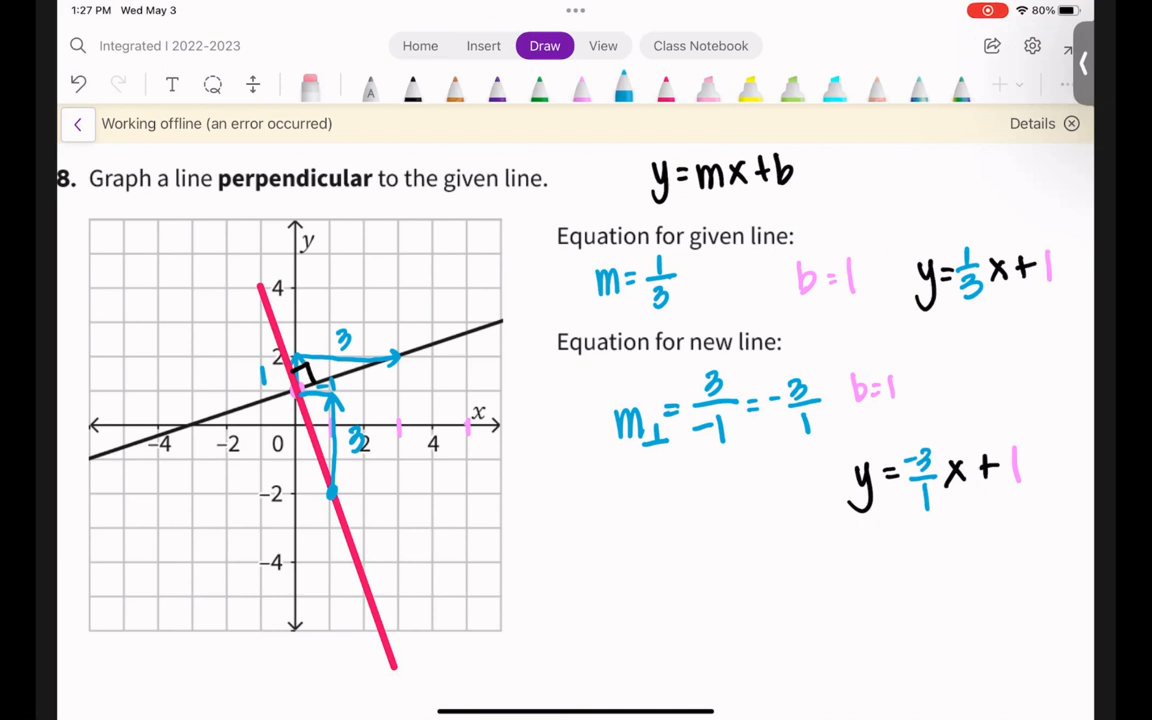 1:27 PM Wed May 3
80%
Integrated I 2022-2023
Home Insert Draw View Class Notebook
T
A
Working offline (an error occurred)
Details
8. Graph a line perpendicular to the given line.
y=mx+b
Equation for given line:
m=1/3 b=1 y=1/3x+1
Equation for new line:
m⊥=3/-1=-3/1 b=1
y=-3/1x+1
y
4
3
2
1
-1
x
-4 -2 0 2 4
3
-2
-4